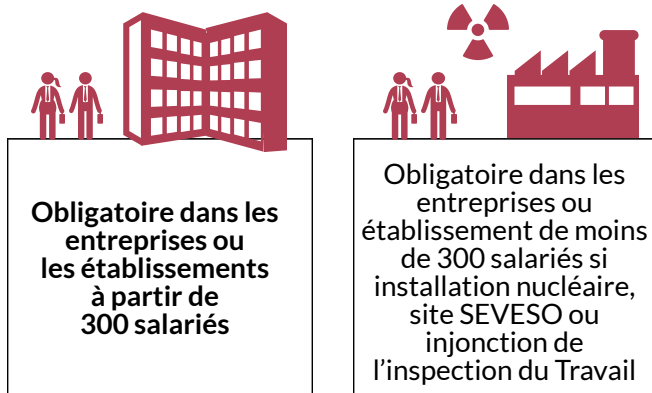 Obligatoire dans les
entreprises ou
les établissements
à partir de
300 salariés
Obligatoire dans les
entreprises ou
établissement de moins
de 300 salariés si
installation nucléaire,
site SEVESO ou
injonction de
l'inspection du Travail